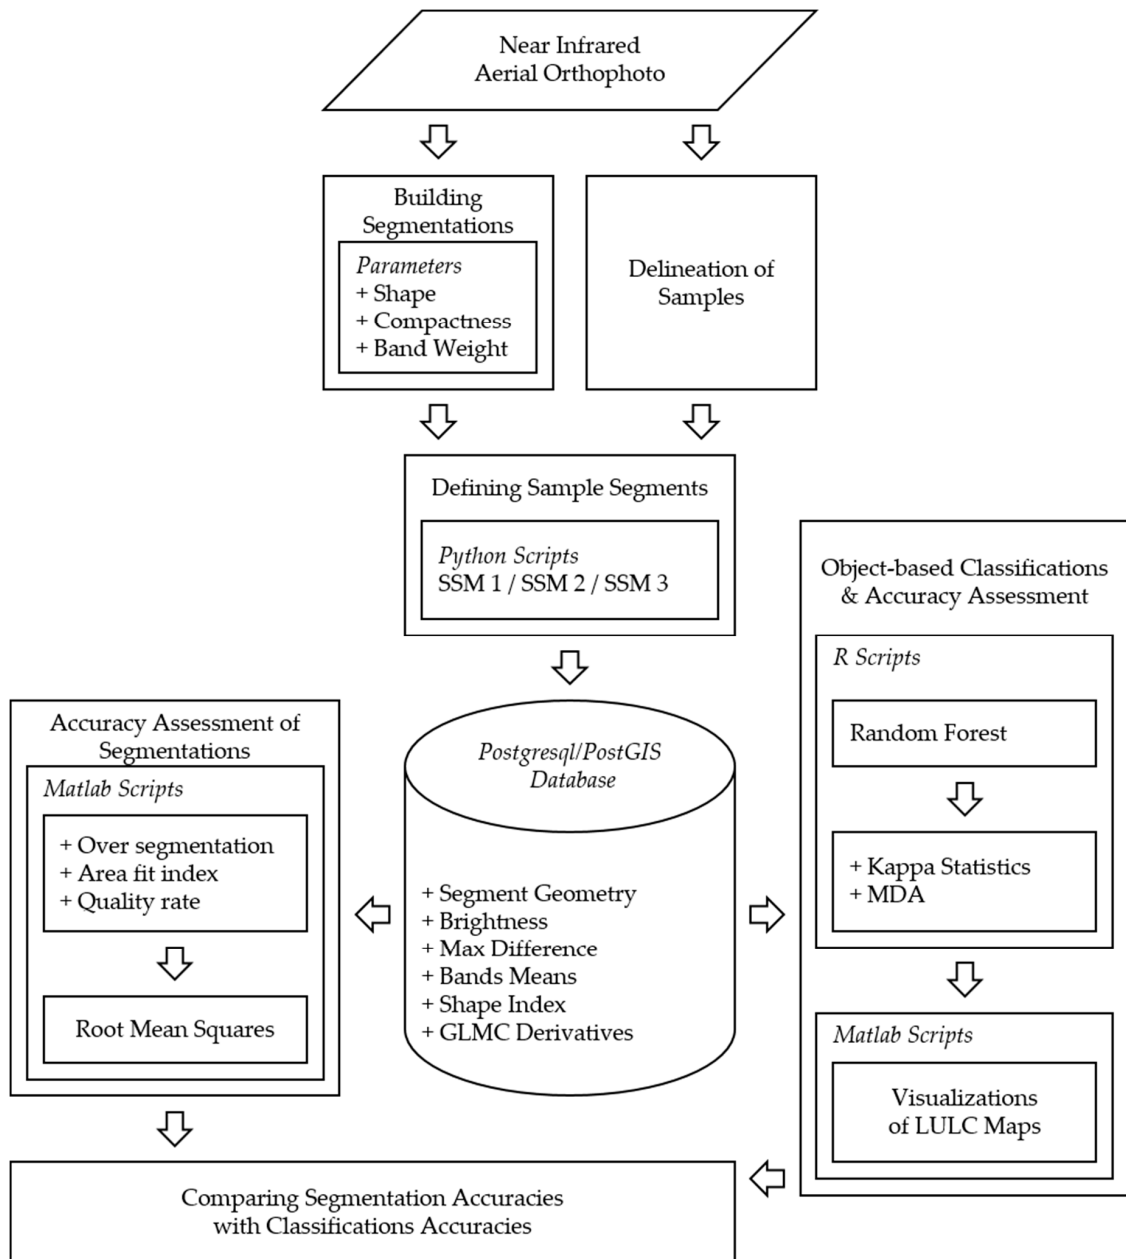 Near Infrared
Aerial Orthophoto
Building
Segmentations
Parameters
+ Shape
+ Compactness
+ Band Weight
Delineation of
Samples
Defining Sample Segments
Python Scripts
SSM 1 / SSM 2 / SSM 3
Postgresql/PostGIS
Database
+ Segment Geometry
+ Brightness
+ Max Difference
+ Bands Means
+ Shape Index
+ GLMC Derivatives
Accuracy Assessment of
Segmentations
Matlab Scripts
+ Over segmentation
+ Area fit index
+ Quality rate
Root Mean Squares
Object-based Classifications
& Accuracy Assessment
R Scripts
Random Forest
+ Kappa Statistics
+ MDA
Matlab Scripts
Visualizations
of LULC Maps
Comparing Segmentation Accuracies
with Classifications Accuracies